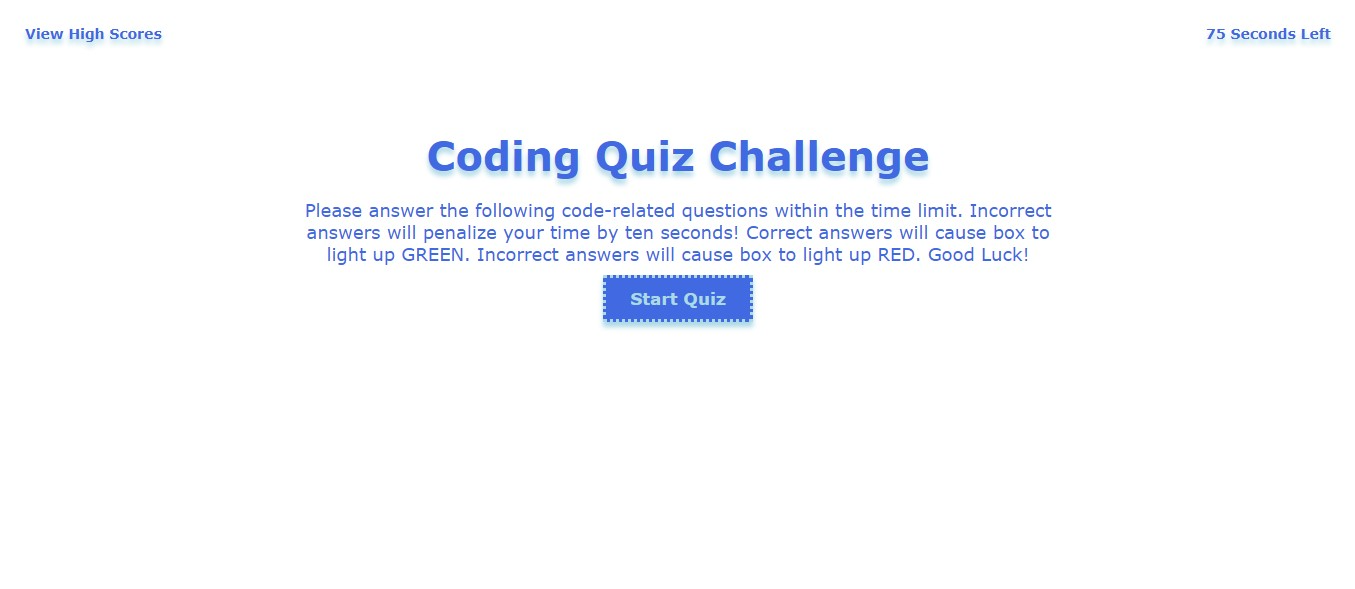 View High Scores
75 Seconds Left
Coding Quiz Challenge
Please answer the following code-related questions within the time limit. Incorrect
answers will penalize your time by ten seconds! Correct answers will cause box to
light up GREEN. Incorrect answers will cause box to light up RED. Good Luck!
Start Quiz